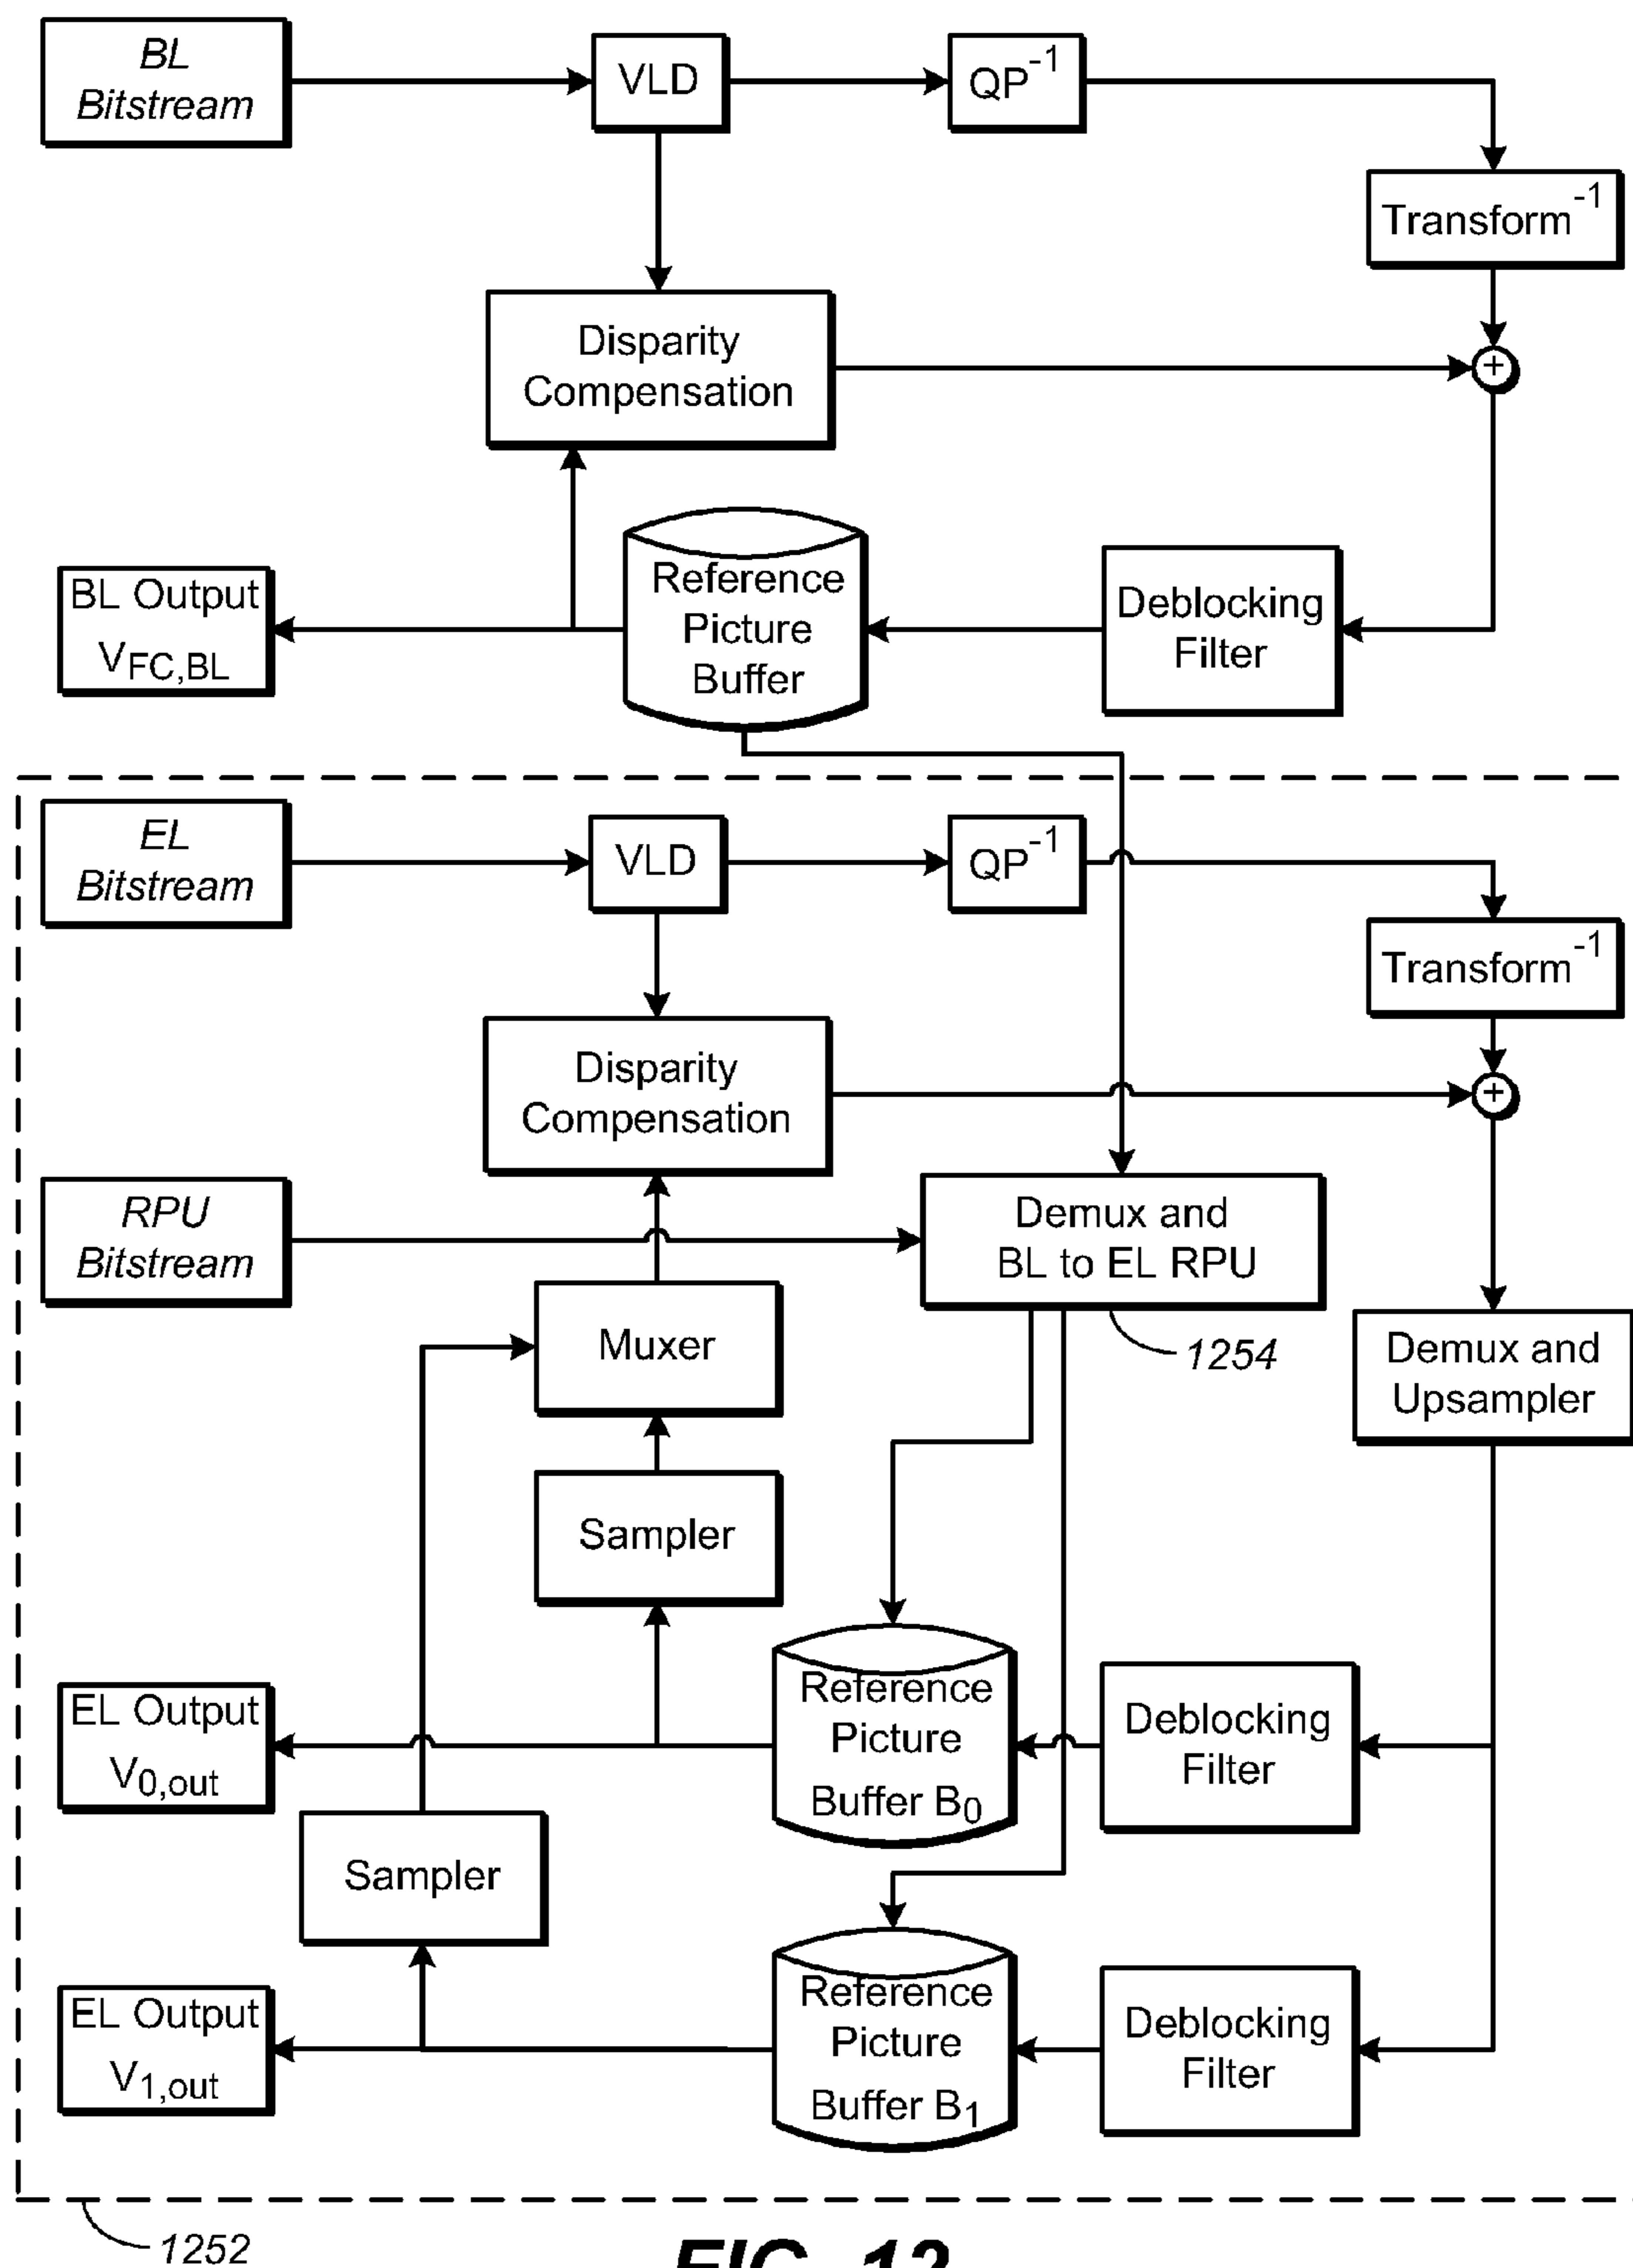 BL
Bitstream
VLD
QP-1
Transform-1
Disparity
Compensation
+
BL Output
VFC,BL
Reference
Picture
Buffer
Deblocking
Filter
EL
Bitstream
VLD
QP-1
Transform-1
Disparity
Compensation
+
RPU
Bitstream
Demux and
BL to EL RPU
1254
Muxer
Demux and
Upsampler
Sampler
EL Output
V0,out
Reference
Picture
Buffer B0
Deblocking
Filter
Sampler
EL Output
V1,out
Reference
Picture
Buffer B1
Deblocking
Filter
1252
FIG. 12